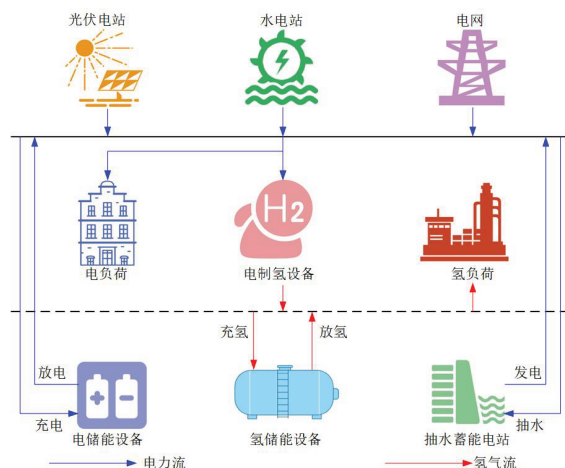 光伏电站
水电站
电网
H2
电负荷
电制氢设备
氢负荷
充氢
放氢
放电
发电
充电
抽水
电储能设备
氢储能设备
抽水蓄能电站
电力流
氢气流